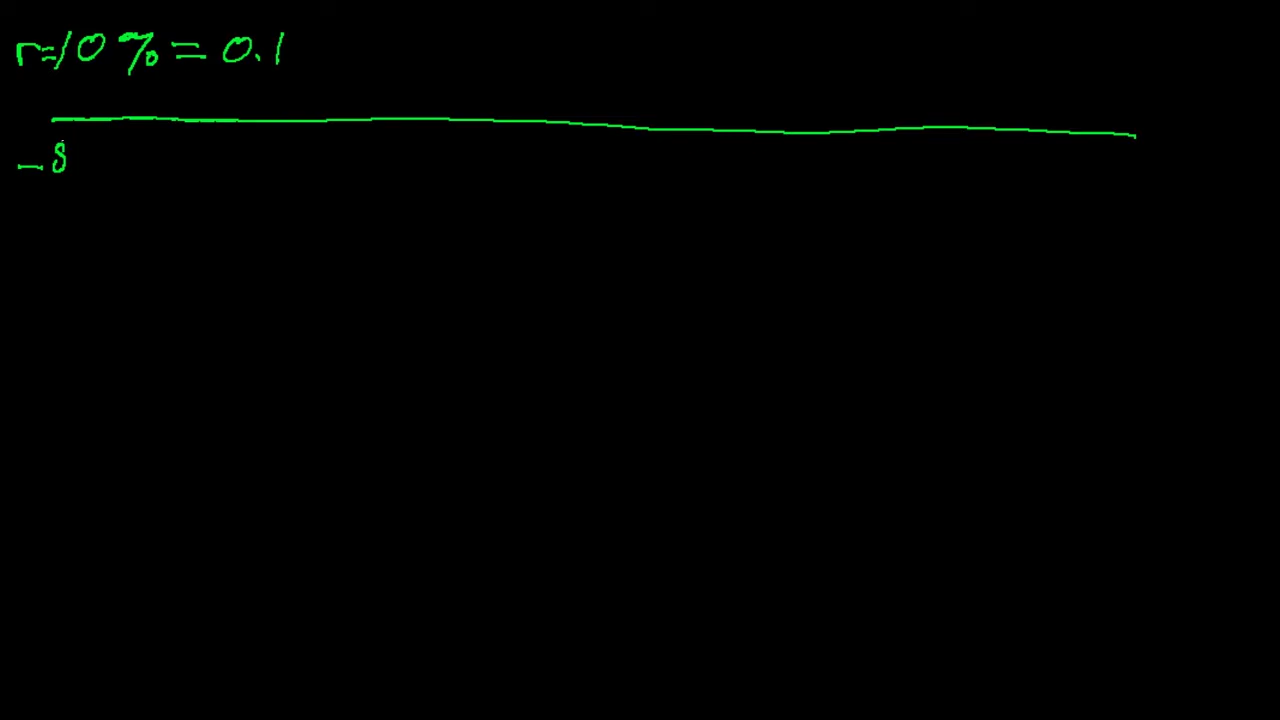 r=10% = 0.1
-8